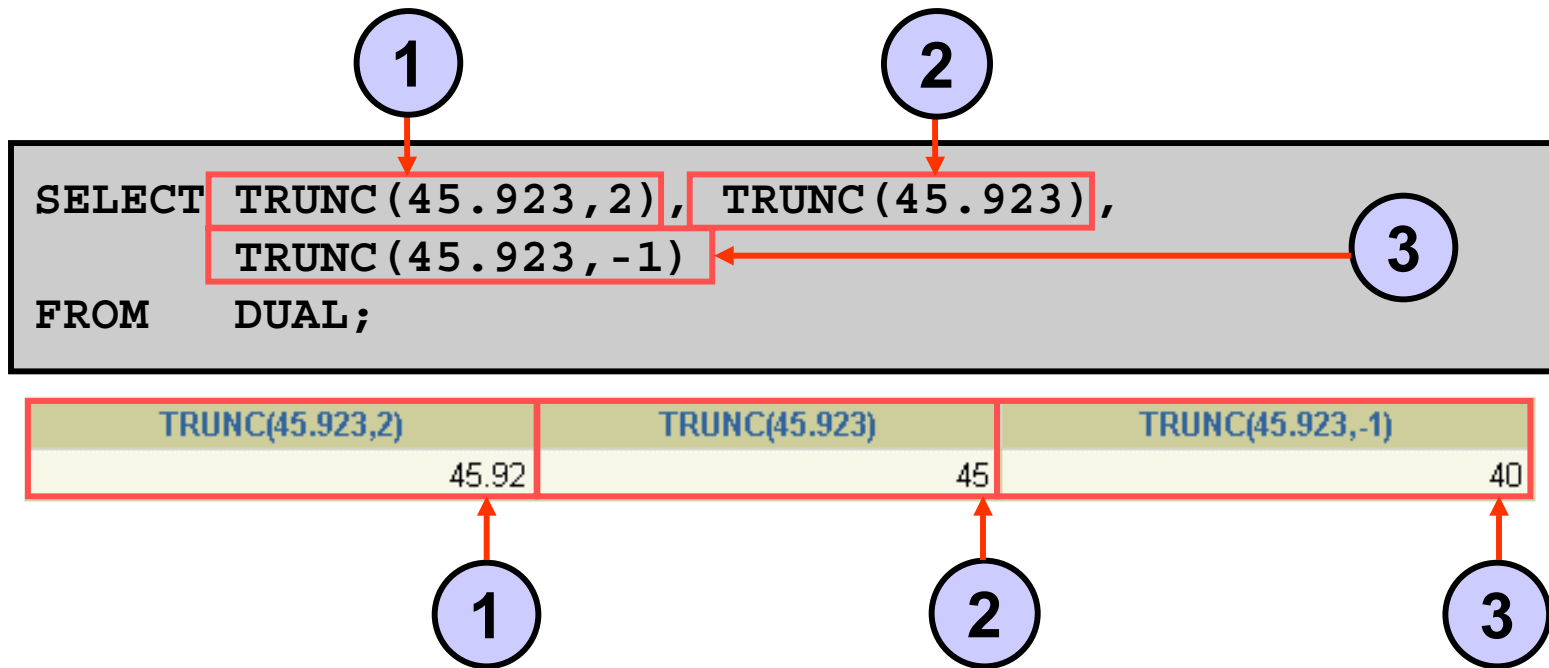 1 2
SELECT TRUNC(45.923,2), TRUNC(45.923),
TRUNC(45.923,-1) 3
FROM DUAL;
TRUNC(45.923,2) TRUNC(45.923) TRUNC(45.923,-1)
45.92 45 40
1 2 3